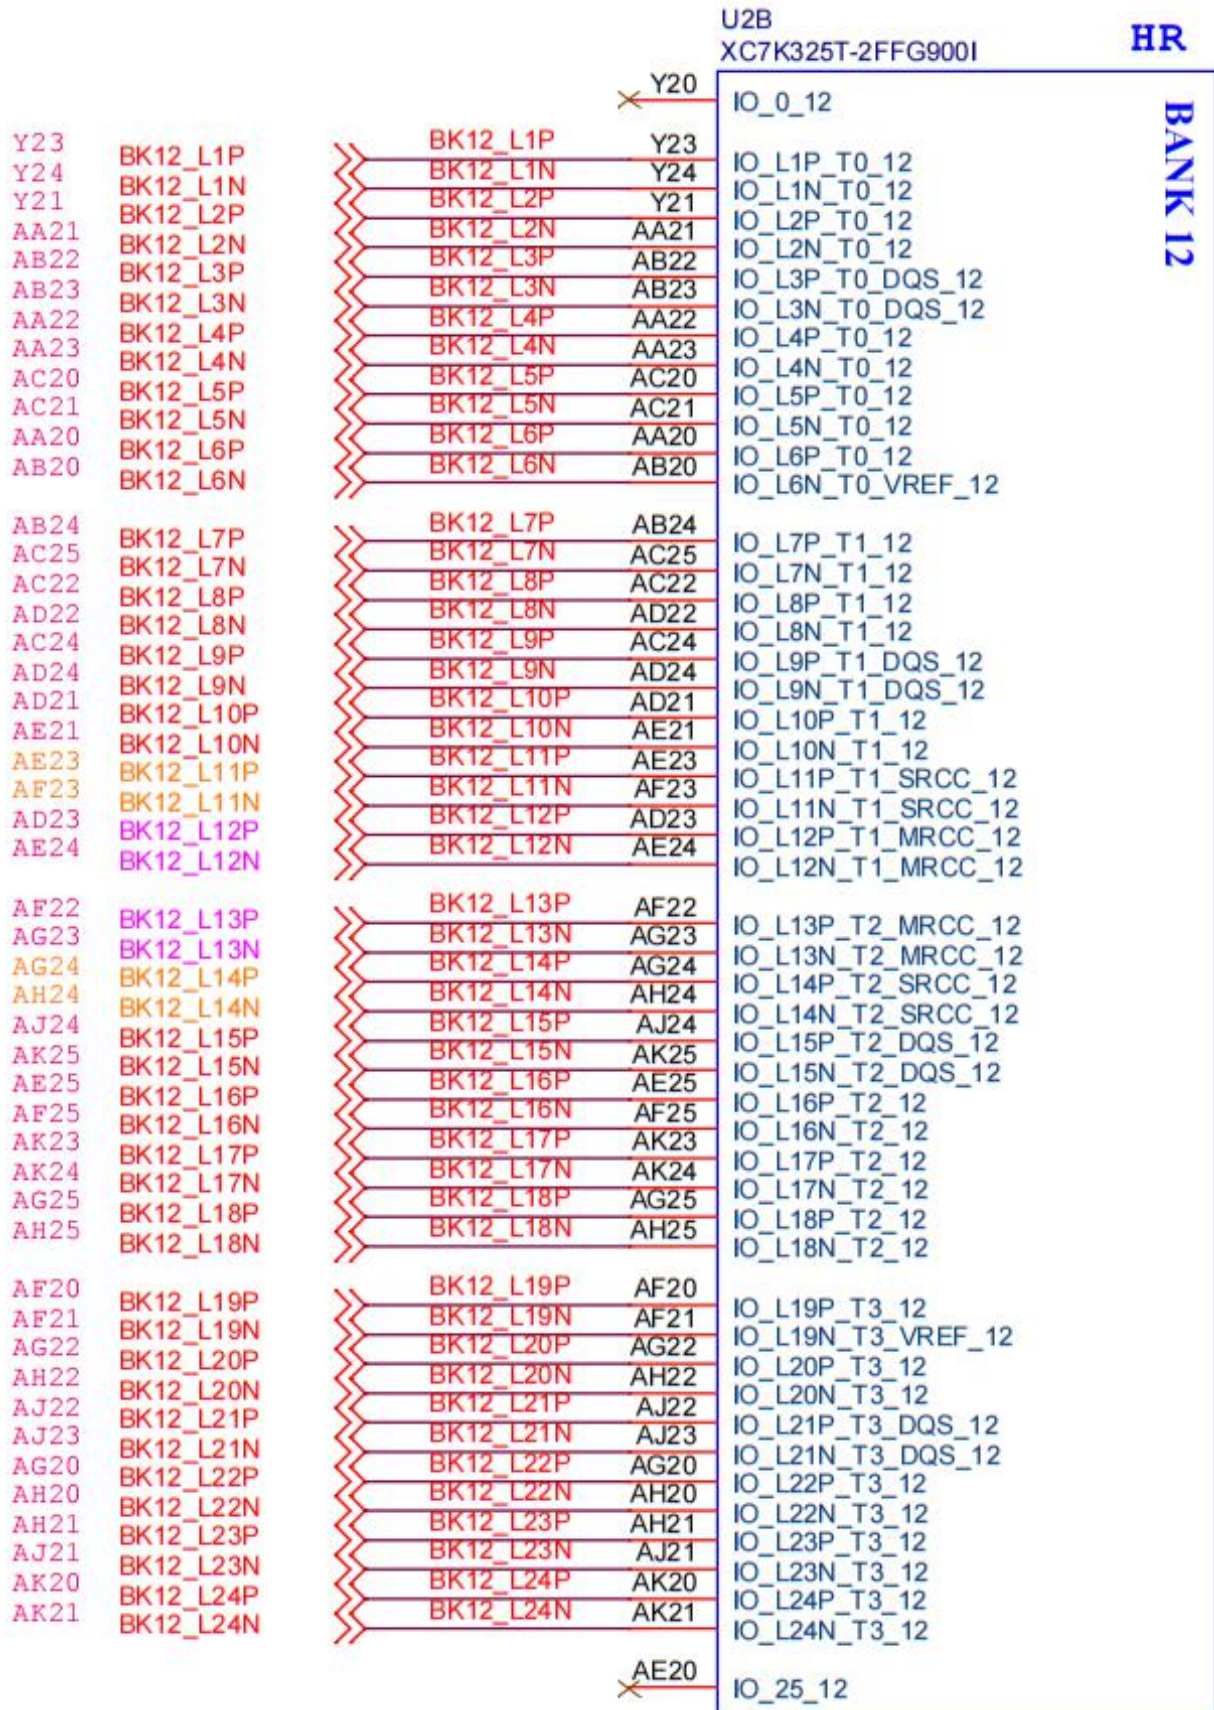 U2B
XC7K325T-2FFG900I
HR
BANK 12
Y20 IO_0_12
Y23 BK12_L1P BK12_L1P Y23 IO_L1P_T0_12
Y24 BK12_L1N BK12_L1N Y24 IO_L1N_T0_12
Y21 BK12_L2P BK12_L2P Y21 IO_L2P_T0_12
AA21 BK12_L2N BK12_L2N AA21 IO_L2N_T0_12
AB22 BK12_L3P BK12_L3P AB22 IO_L3P_T0_DQS_12
AB23 BK12_L3N BK12_L3N AB23 IO_L3N_T0_DQS_12
AA22 BK12_L4P BK12_L4P AA22 IO_L4P_T0_12
AA23 BK12_L4N BK12_L4N AA23 IO_L4N_T0_12
AC20 BK12_L5P BK12_L5P AC20 IO_L5P_T0_12
AC21 BK12_L5N BK12_L5N AC21 IO_L5N_T0_12
AA20 BK12_L6P BK12_L6P AA20 IO_L6P_T0_12
AB20 BK12_L6N BK12_L6N AB20 IO_L6N_T0_VREF_12
AB24 BK12_L7P BK12_L7P AB24 IO_L7P_T1_12
AC25 BK12_L7N BK12_L7N AC25 IO_L7N_T1_12
AC22 BK12_L8P BK12_L8P AC22 IO_L8P_T1_12
AD22 BK12_L8N BK12_L8N AD22 IO_L8N_T1_12
AC24 BK12_L9P BK12_L9P AC24 IO_L9P_T1_DQS_12
AD24 BK12_L9N BK12_L9N AD24 IO_L9N_T1_DQS_12
AD21 BK12_L10P BK12_L10P AD21 IO_L10P_T1_12
AE21 BK12_L10N BK12_L10N AE21 IO_L10N_T1_12
AE23 BK12_L11P BK12_L11P AE23 IO_L11P_T1_SRCC_12
AF23 BK12_L11N BK12_L11N AF23 IO_L11N_T1_SRCC_12
AD23 BK12_L12P BK12_L12P AD23 IO_L12P_T1_MRCC_12
AE24 BK12_L12N BK12_L12N AE24 IO_L12N_T1_MRCC_12
AF22 BK12_L13P BK12_L13P AF22 IO_L13P_T2_MRCC_12
AG23 BK12_L13N BK12_L13N AG23 IO_L13N_T2_MRCC_12
AG24 BK12_L14P BK12_L14P AG24 IO_L14P_T2_SRCC_12
AH24 BK12_L14N BK12_L14N AH24 IO_L14N_T2_SRCC_12
AJ24 BK12_L15P BK12_L15P AJ24 IO_L15P_T2_DQS_12
AK25 BK12_L15N BK12_L15N AK25 IO_L15N_T2_DQS_12
AE25 BK12_L16P BK12_L16P AE25 IO_L16P_T2_12
AF25 BK12_L16N BK12_L16N AF25 IO_L16N_T2_12
AK23 BK12_L17P BK12_L17P AK23 IO_L17P_T2_12
AK24 BK12_L17N BK12_L17N AK24 IO_L17N_T2_12
AG25 BK12_L18P BK12_L18P AG25 IO_L18P_T2_12
AH25 BK12_L18N BK12_L18N AH25 IO_L18N_T2_12
AF20 BK12_L19P BK12_L19P AF20 IO_L19P_T3_12
AF21 BK12_L19N BK12_L19N AF21 IO_L19N_T3_VREF_12
AG22 BK12_L20P BK12_L20P AG22 IO_L20P_T3_12
AH22 BK12_L20N BK12_L20N AH22 IO_L20N_T3_12
AJ22 BK12_L21P BK12_L21P AJ22 IO_L21P_T3_DQS_12
AJ23 BK12_L21N BK12_L21N AJ23 IO_L21N_T3_DQS_12
AG20 BK12_L22P BK12_L22P AG20 IO_L22P_T3_12
AH20 BK12_L22N BK12_L22N AH20 IO_L22N_T3_12
AH21 BK12_L23P BK12_L23P AH21 IO_L23P_T3_12
AJ21 BK12_L23N BK12_L23N AJ21 IO_L23N_T3_12
AK20 BK12_L24P BK12_L24P AK20 IO_L24P_T3_12
AK21 BK12_L24N BK12_L24N AK21 IO_L24N_T3_12
AE20 IO_25_12